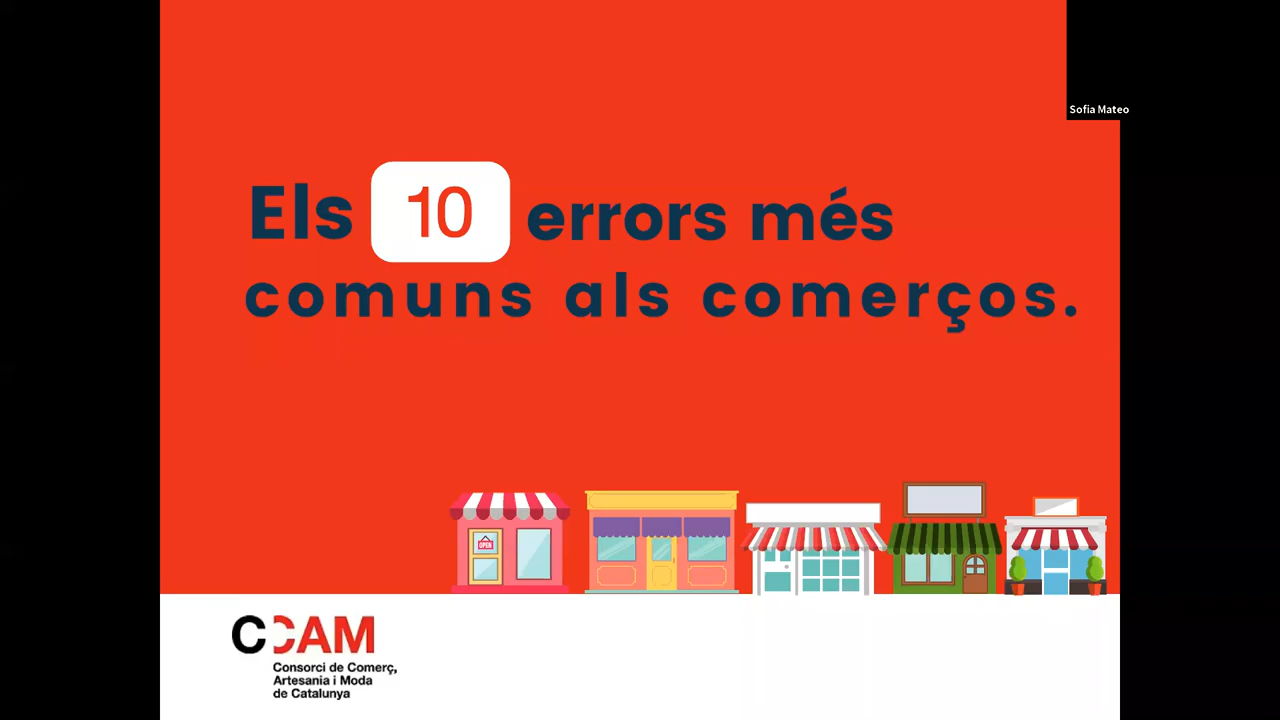 Sofia Mateo
Els 10 errors més
comuns als comerços.
OPEN
CCAM
Consorci de Comerç,
Artesania i Moda
de Catalunya